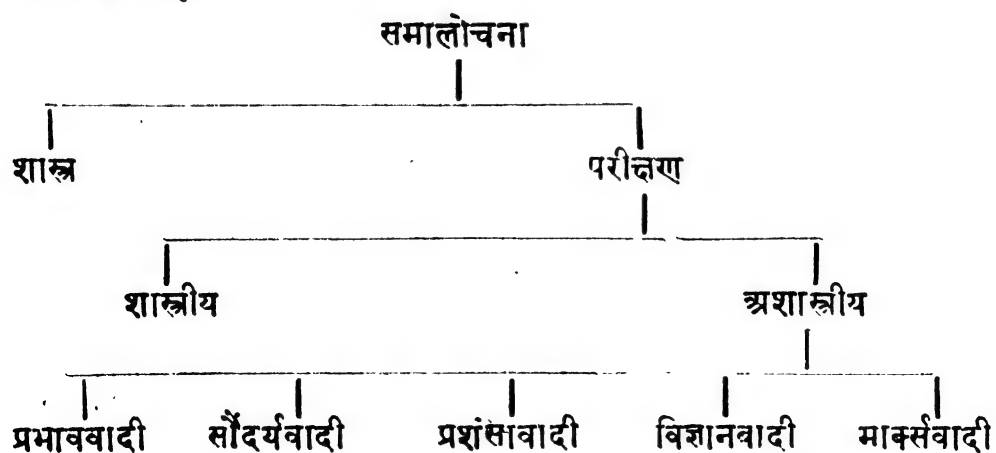 समालोचना
शास्त्र परीक्षण
शास्त्रीय अशास्त्रीय
प्रभाववादी सौंदर्यवादी प्रशंसावादी विज्ञानवादी मार्क्सवादी